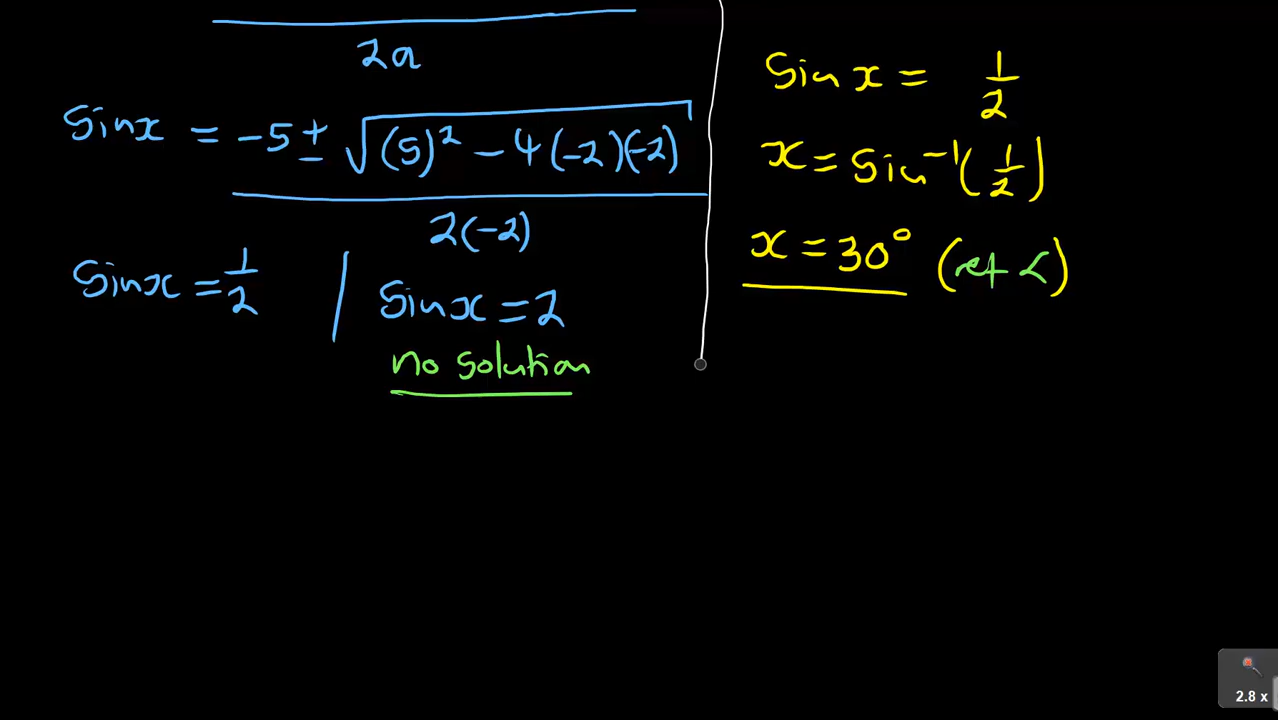 2a
sinx = -5 ± √(5)² - 4(-2)(-2)
2(-2)
sinx = 1/2 | sinx = 2
no solution
sin x = 1/2
x = sin⁻¹(1/2)
x = 30° (ref ∠)
2.8 x